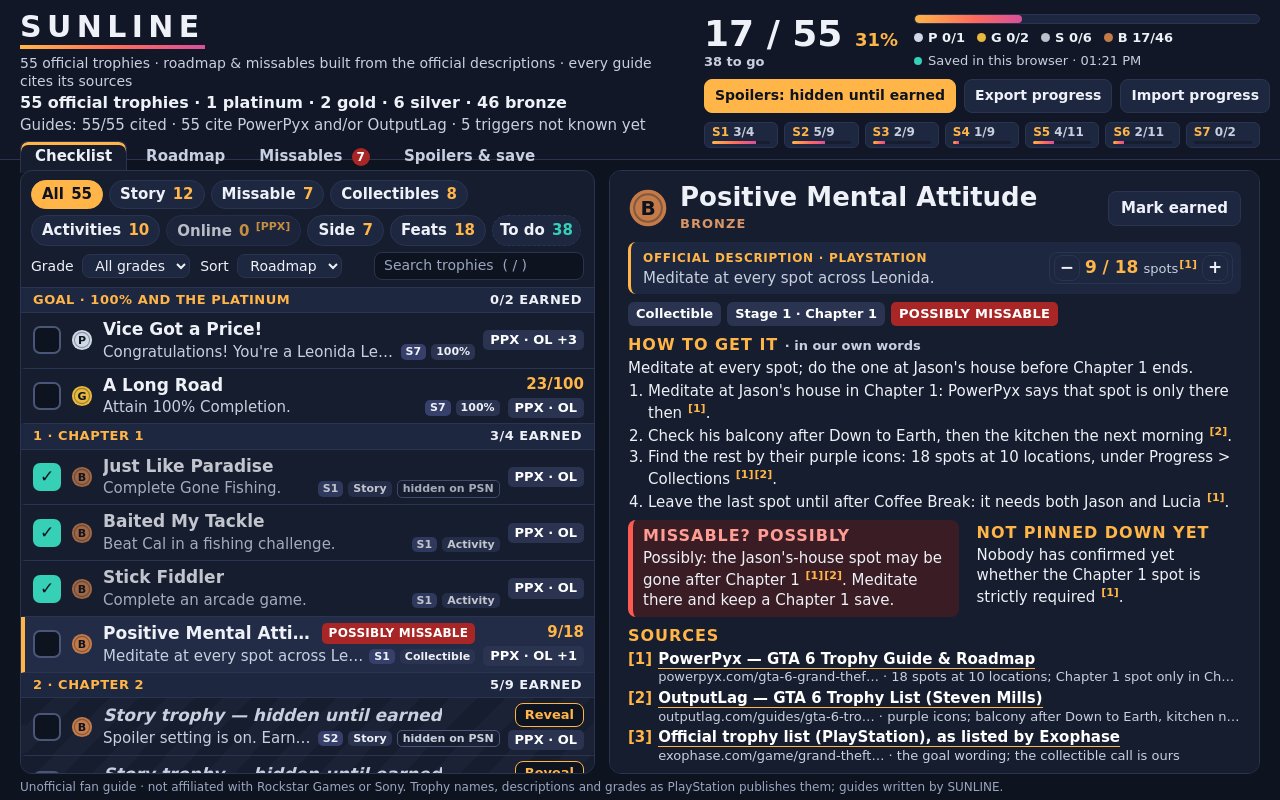 SUNLINE
55 official trophies · roadmap & missables built from the official descriptions · every guide
cites its sources
55 official trophies · 1 platinum · 2 gold · 6 silver · 46 bronze
Guides: 55/55 cited · 55 cite PowerPyx and/or OutputLag · 5 triggers not known yet
17 / 55 31%
38 to go
P 0/1 G 0/2 S 0/6 B 17/46
Saved in this browser · 01:21 PM
Spoilers: hidden until earned Export progress Import progress
S1 3/4 S2 5/9 S3 2/9 S4 1/9 S5 4/11 S6 2/11 S7 0/2
Checklist Roadmap Missables 7 Spoilers & save
All 55 Story 12 Missable 7 Collectibles 8
Activities 10 Online 0 [PPX] Side 7 Feats 18 To do 38
Grade All grades Sort Roadmap Search trophies ( / )
GOAL · 100% AND THE PLATINUM 0/2 EARNED
P Vice Got a Price!
Congratulations! You're a Leonida Le… S7 100% PPX · OL +3
G A Long Road 23/100
Attain 100% Completion. S7 100% PPX · OL
1 · CHAPTER 1 3/4 EARNED
✓ B Just Like Paradise
Complete Gone Fishing. S1 Story hidden on PSN PPX · OL
✓ B Baited My Tackle
Beat Cal in a fishing challenge. S1 Activity PPX · OL
✓ B Stick Fiddler
Complete an arcade game. S1 Activity PPX · OL
B Positive Mental Atti… POSSIBLY MISSABLE 9/18
Meditate at every spot across Le… S1 Collectible PPX · OL +1
2 · CHAPTER 2 5/9 EARNED
B Story trophy — hidden until earned Reveal
Spoiler setting is on. Earn… S2 Story hidden on PSN PPX · OL
Story trophy — hidden until earned Reveal
B Positive Mental Attitude
BRONZE
Mark earned
OFFICIAL DESCRIPTION · PLAYSTATION
Meditate at every spot across Leonida.
− 9 / 18 spots[1] +
Collectible Stage 1 · Chapter 1 POSSIBLY MISSABLE
HOW TO GET IT · in our own words
Meditate at every spot; do the one at Jason's house before Chapter 1 ends.
1. Meditate at Jason's house in Chapter 1: PowerPyx says that spot is only there
then [1].
2. Check his balcony after Down to Earth, then the kitchen the next morning [2].
3. Find the rest by their purple icons: 18 spots at 10 locations, under Progress >
Collections [1][2].
4. Leave the last spot until after Coffee Break: it needs both Jason and Lucia [1].
MISSABLE? POSSIBLY
Possibly: the Jason's-house spot may be
gone after Chapter 1 [1][2]. Meditate
there and keep a Chapter 1 save.
NOT PINNED DOWN YET
Nobody has confirmed yet
whether the Chapter 1 spot is
strictly required [1].
SOURCES
[1] PowerPyx — GTA 6 Trophy Guide & Roadmap
powerpyx.com/gta-6-grand-thef… · 18 spots at 10 locations; Chapter 1 spot only in Ch…
[2] OutputLag — GTA 6 Trophy List (Steven Mills)
outputlag.com/guides/gta-6-tro… · purple icons; balcony after Down to Earth, kitchen n…
[3] Official trophy list (PlayStation), as listed by Exophase
exophase.com/game/grand-theft… · the goal wording; the collectible call is ours
Unofficial fan guide · not affiliated with Rockstar Games or Sony. Trophy names, descriptions and grades as PlayStation publishes them; guides written by SUNLINE.